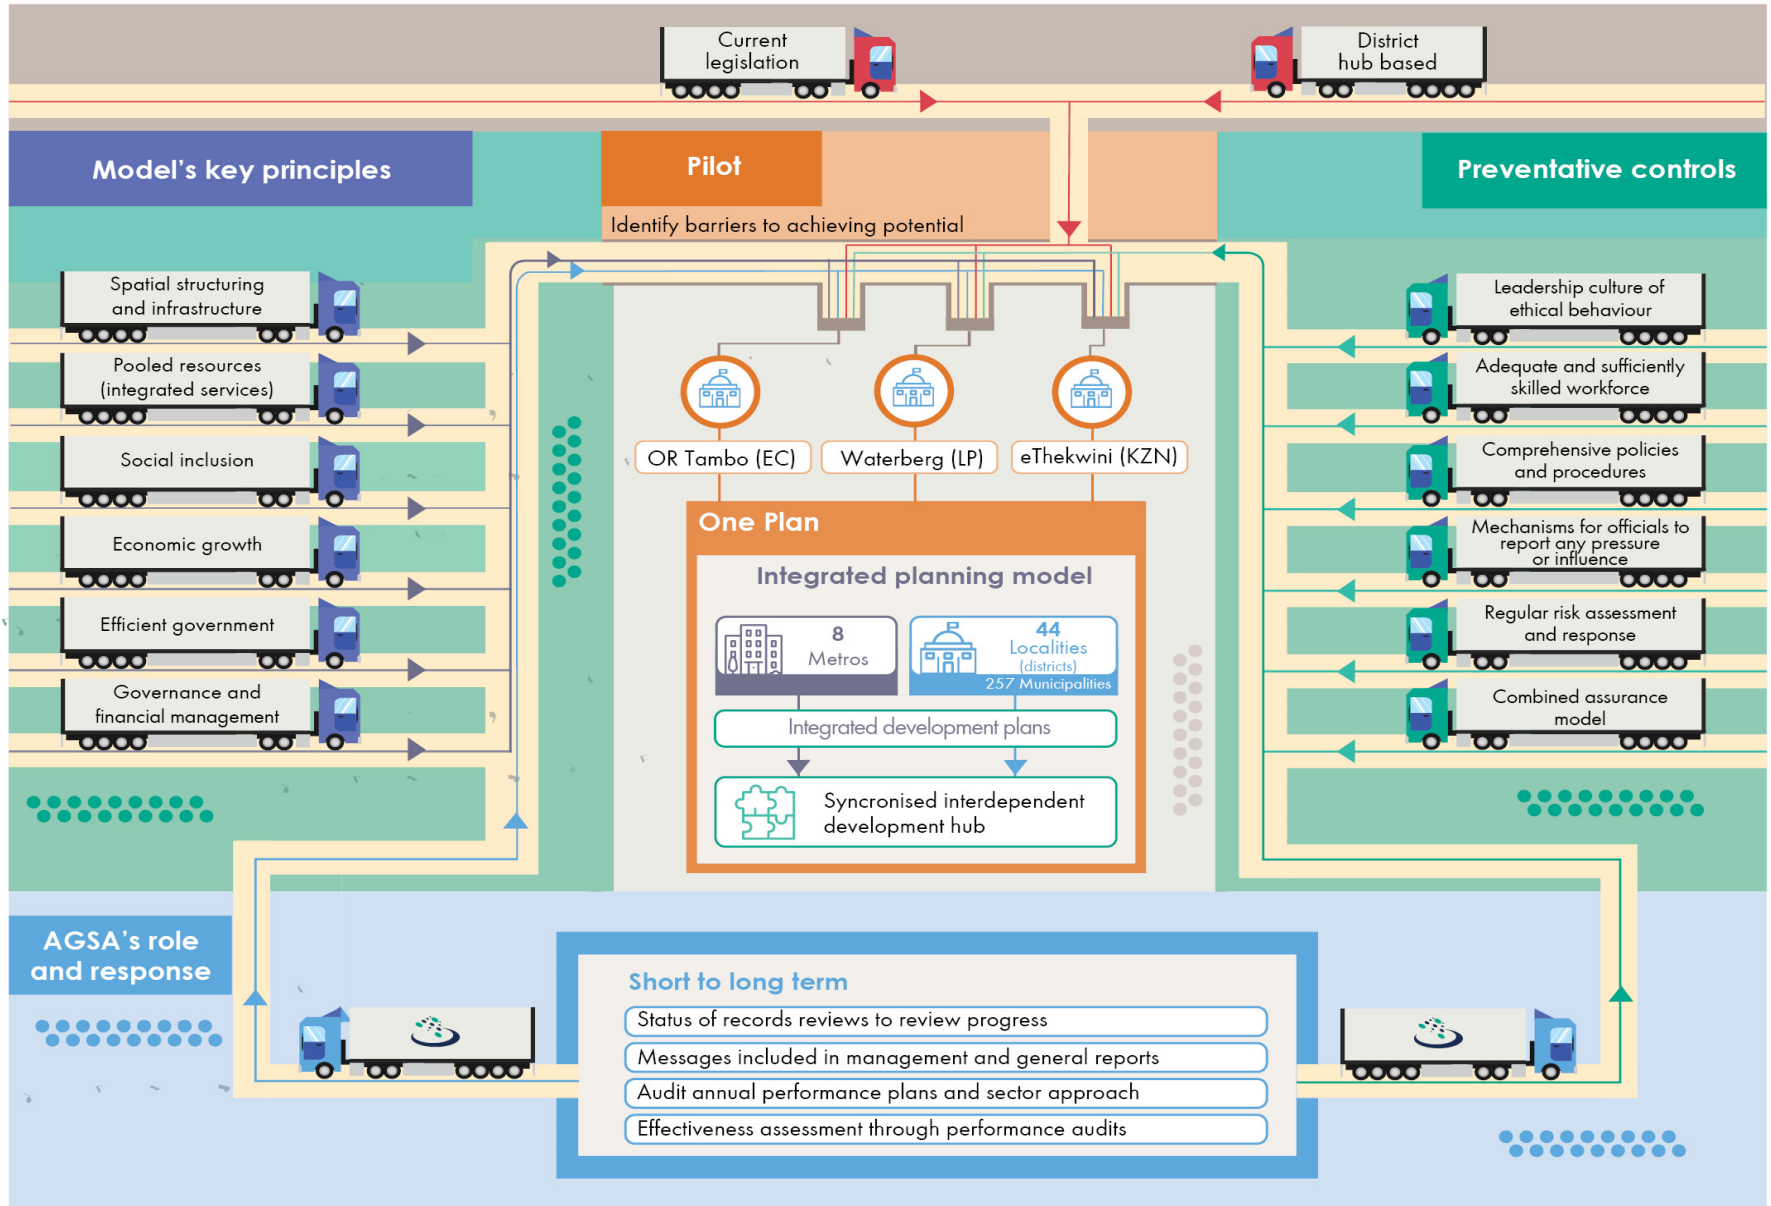 Current
legislation
District
hub based
Model's key principles
Pilot
Preventative controls
Identify barriers to achieving potential
Spatial structuring
and infrastructure
Pooled resources
(integrated services)
Social inclusion
Economic growth
Efficient government
Governance and
financial management
OR Tambo (EC)
Waterberg (LP)
eThekwini (KZN)
One Plan
Integrated planning model
8
Metros
44
Localities
(districts)
257 Municipalities
Integrated development plans
Syncronised interdependent
development hub
Leadership culture of
ethical behaviour
Adequate and sufficiently
skilled workforce
Comprehensive policies
and procedures
Mechanisms for officials to
report any pressure
or influence
Regular risk assessment
and response
Combined assurance
model
AGSA's role
and response
Short to long term
Status of records reviews to review progress
Messages included in management and general reports
Audit annual performance plans and sector approach
Effectiveness assessment through performance audits